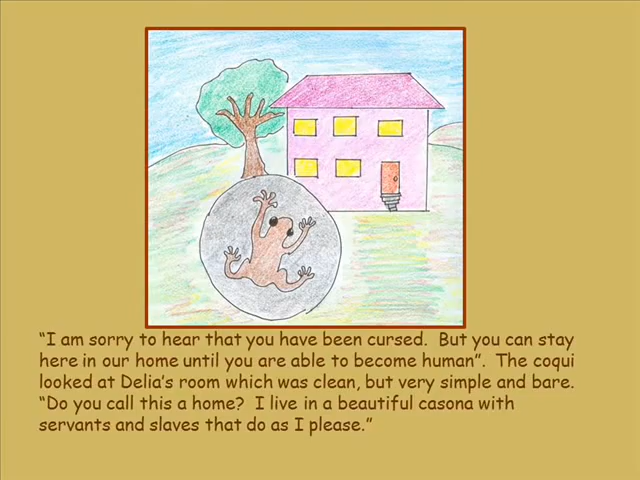 “I am sorry to hear that you have been cursed.  But you can stay
here in our home until you are able to become human”.  The coqui
looked at Delia’s room which was clean, but very simple and bare.
“Do you call this a home?  I live in a beautiful casona with
servants and slaves that do as I please.”